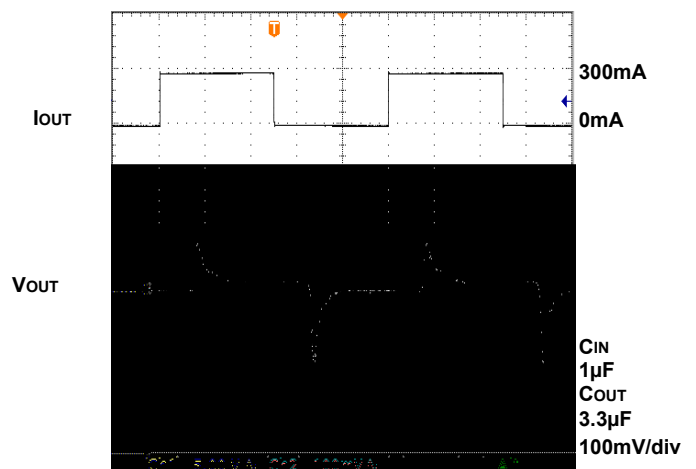 T
300mA
IOUT
0mA
VOUT
CIN
1µF
COUT
3.3µF
100mV/div